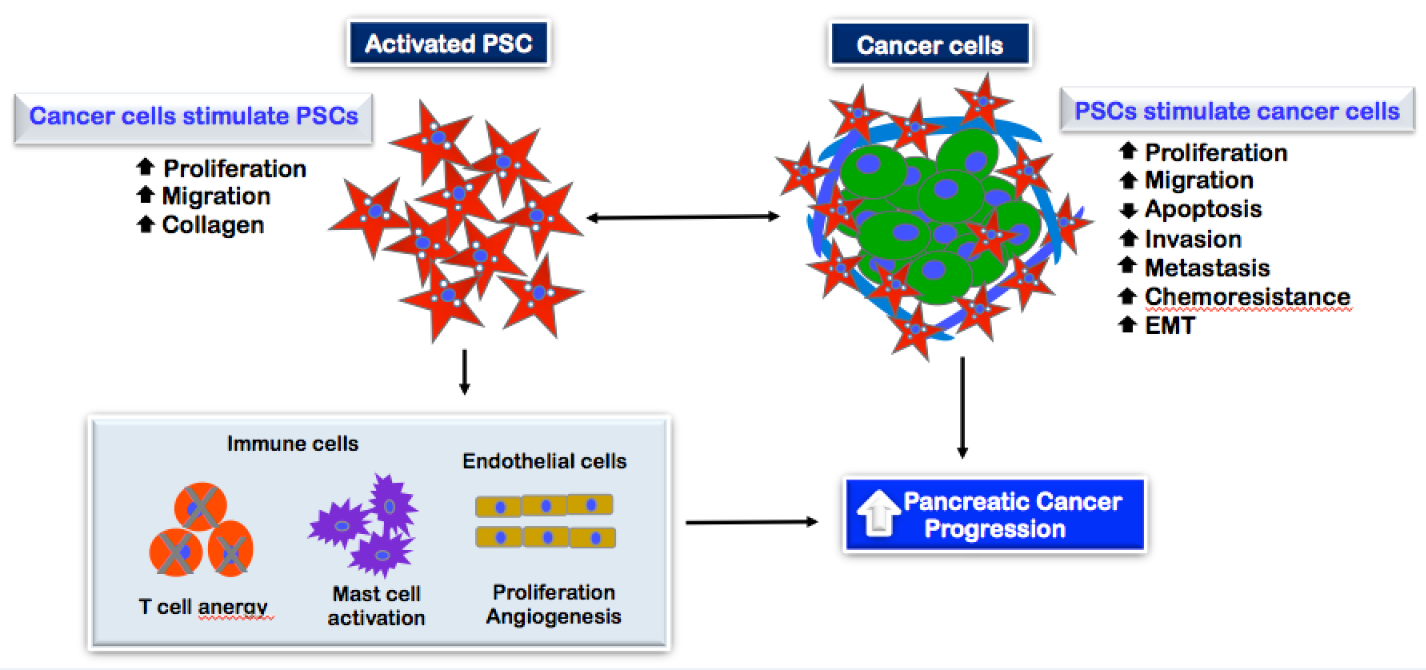 Activated PSC
Cancer cells
Cancer cells stimulate PSCs
Proliferation
Migration
Collagen
PSCs stimulate cancer cells
Proliferation
Migration
Apoptosis
Invasion
Metastasis
Chemoresistance
EMT
Immune cells
Endothelial cells
T cell anergy
Mast cell
activation
Proliferation
Angiogenesis
Pancreatic Cancer
Progression